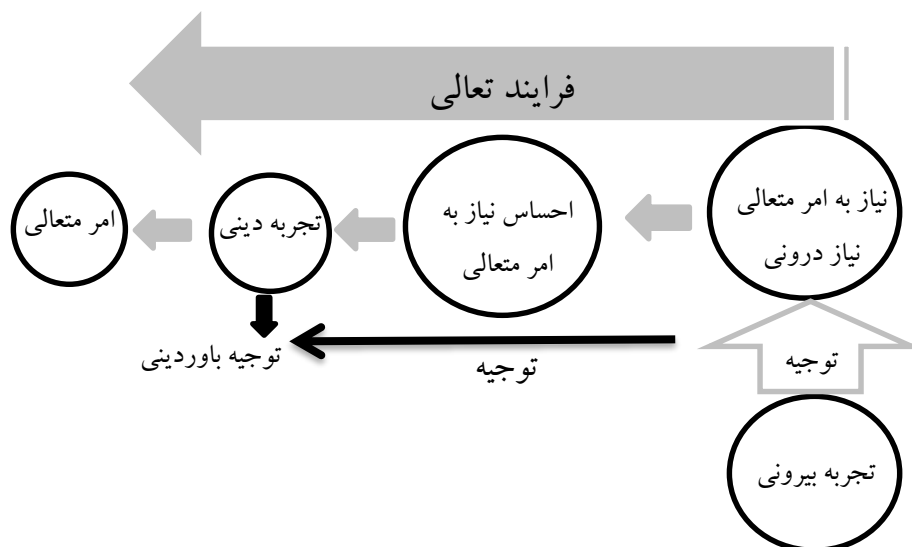 فرایند تعالی
نیاز به امر متعالی
نیاز درونی
احساس نیاز به
امر متعالی
تجربه دینی
امر متعالی
توجیه باوردینی
توجیه
توجیه
تجربه بیرونی